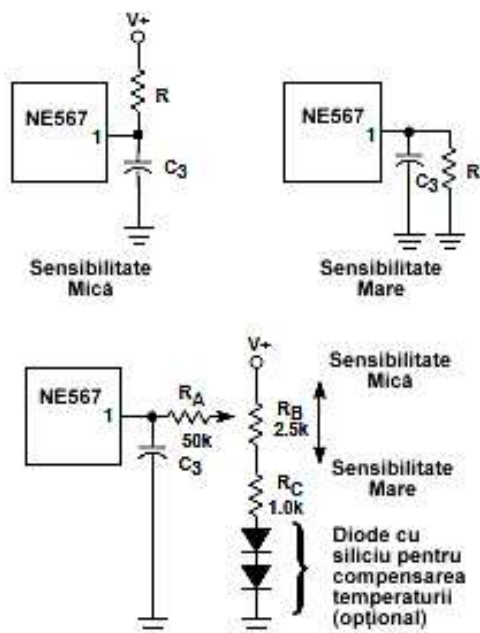 V+
R
NE567
1
C3
Sensibilitate
Mică
NE567
1
C3
R
Sensibilitate
Mare
V+
NE567
1
RA
50k
C3
RB
2.5k
RC
1.0k
Sensibilitate
Mică
Sensibilitate
Mare
Diode cu
siliciu pentru
compensarea
temperaturii
(opțional)